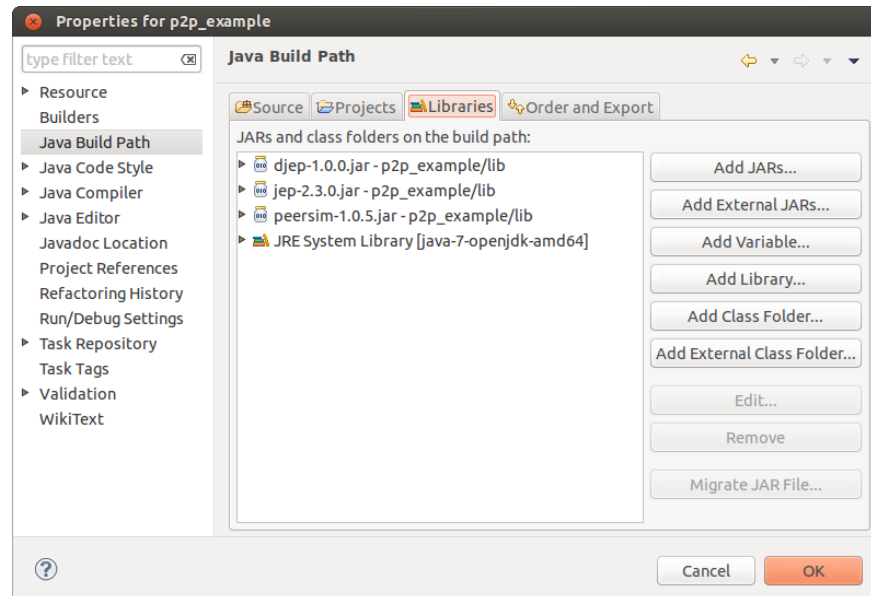 Properties for p2p_example
type filter text
Resource
Builders
Java Build Path
Java Code Style
Java Compiler
Java Editor
Javadoc Location
Project References
Refactoring History
Run/Debug Settings
Task Repository
Task Tags
Validation
WikiText
Java Build Path
Source Projects Libraries Order and Export
JARs and class folders on the build path:
djep-1.0.0.jar - p2p_example/lib
jep-2.3.0.jar - p2p_example/lib
peersim-1.0.5.jar - p2p_example/lib
JRE System Library [java-7-openjdk-amd64]
Add JARs...
Add External JARs...
Add Variable...
Add Library...
Add Class Folder...
Add External Class Folder...
Edit...
Remove
Migrate JAR File...
Cancel OK